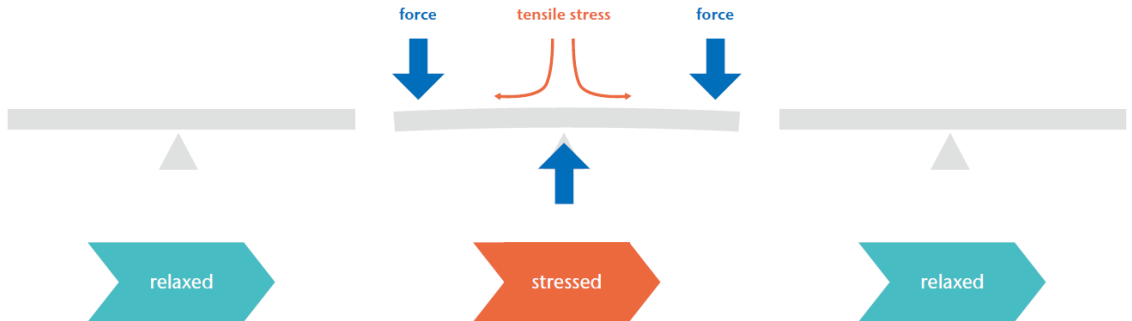 force
tensile stress
force
relaxed
stressed
relaxed